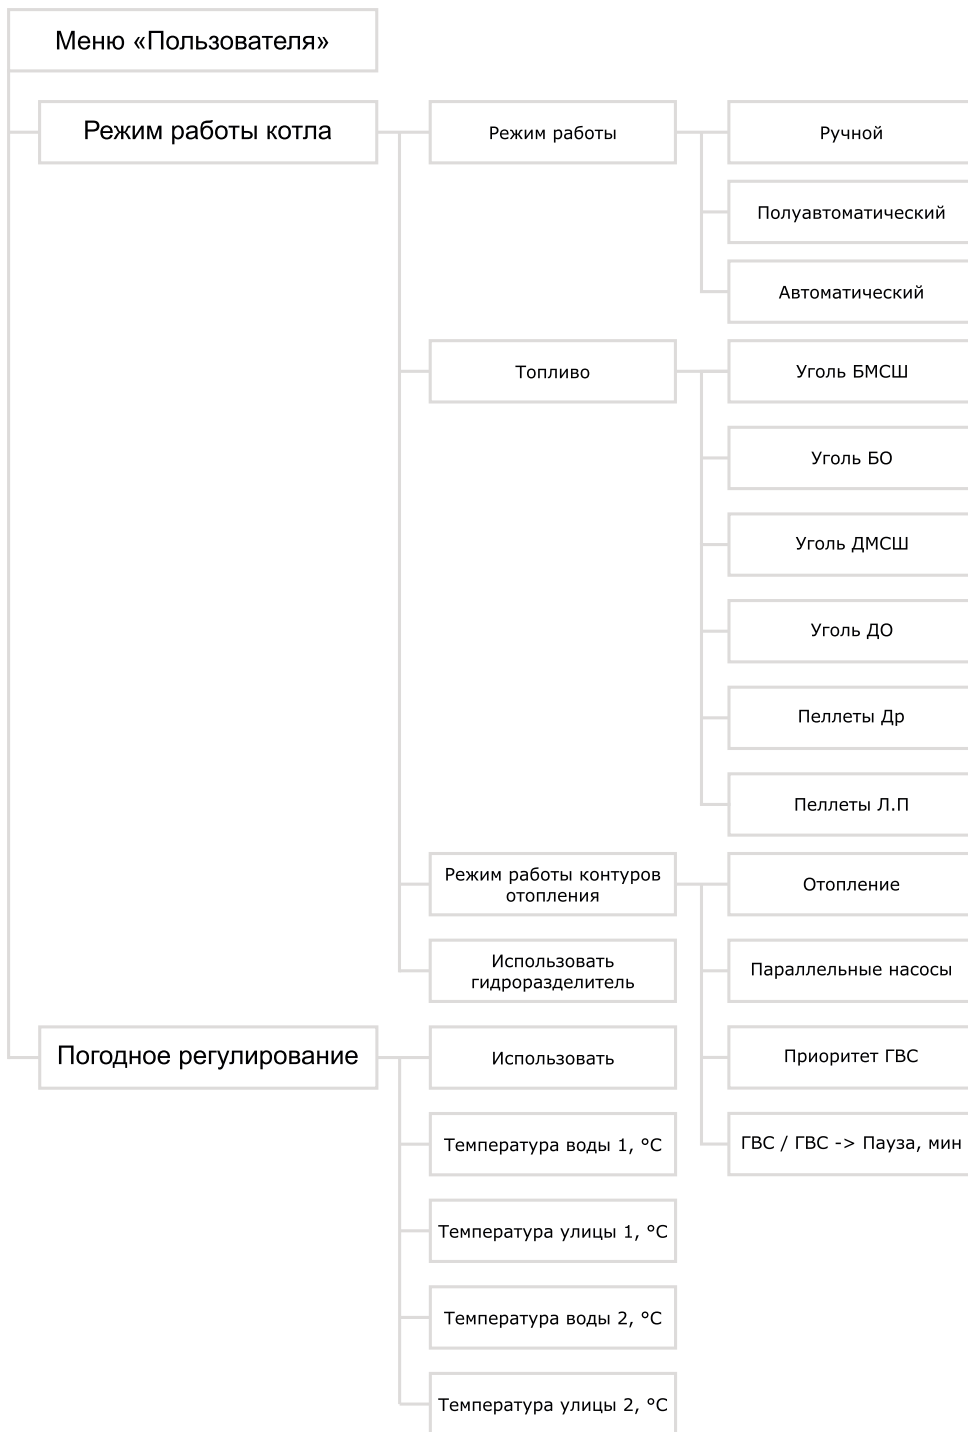 Меню «Пользователя»
Режим работы котла
Режим работы
Ручной
Полуавтоматический
Автоматический
Топливо
Уголь БМСШ
Уголь БО
Уголь ДМСШ
Уголь ДО
Пеллеты Др
Пеллеты Л.П
Режим работы контуров
отопления
Отопление
Параллельные насосы
Приоритет ГВС
ГВС / ГВС -> Пауза, мин
Использовать
гидроразделитель
Погодное регулирование
Использовать
Температура воды 1, °С
Температура улицы 1, °С
Температура воды 2, °С
Температура улицы 2, °С